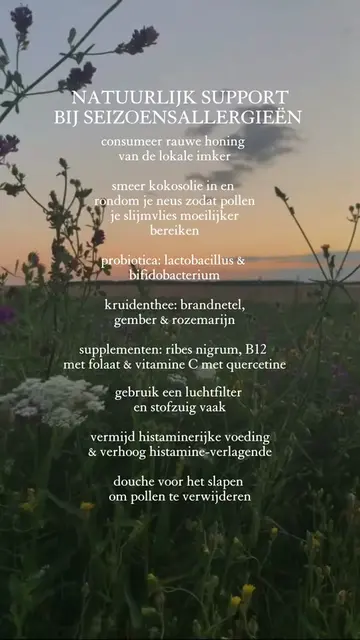 NATUURLIJK SUPPORT
BIJ SEIZOENSALLERGIEËN
consumeer rauwe honing
van de lokale imker
smeer kokosolie in en
rondom je neus zodat pollen
je slijmvlies moeilijker
bereiken
probiotica: lactobacillus &
bifidobacterium
kruidenthee: brandnetel,
gember & rozemarijn
supplementen: ribes nigrum, B12
met folaat & vitamine C met quercetine
gebruik een luchtfilter
en stofzuig vaak
vermijd histaminerijke voeding
& verhoog histamine-verlagende
douche voor het slapen
om pollen te verwijderen